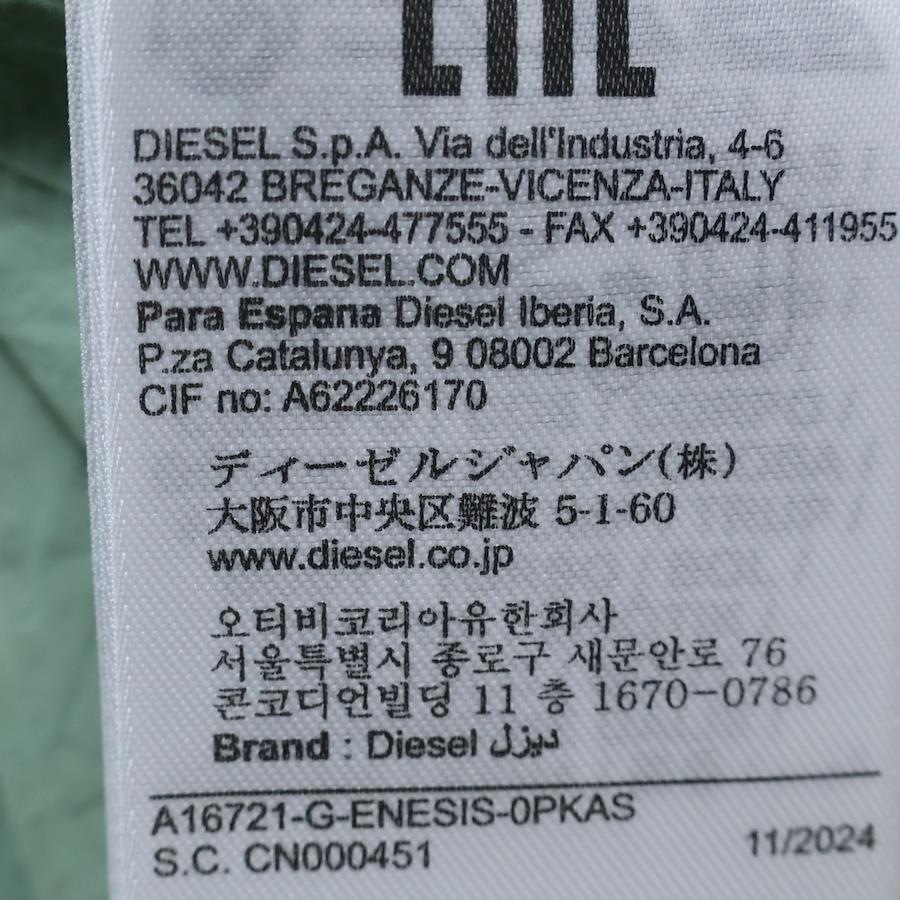 DIESEL S.p.A. Via dell'Industria, 4-6
36042 BREGANZE-VICENZA-ITALY
TEL +390424-477555 - FAX +390424-411955
WWW.DIESEL.COM
Para Espana Diesel Iberia, S.A.
P.za Catalunya, 9 08002 Barcelona
CIF no: A62226170
ディーゼルジャパン(株)
大阪市中央区難波 5-1-60
www.diesel.co.jp
오티비코리아유한회사
서울특별시 종로구 새문안로 76
콘코디언빌딩 11 층 1670-0786
Brand : Diesel ديزل
A16721-G-ENESIS-0PKAS
S.C. CN000451
11/2024